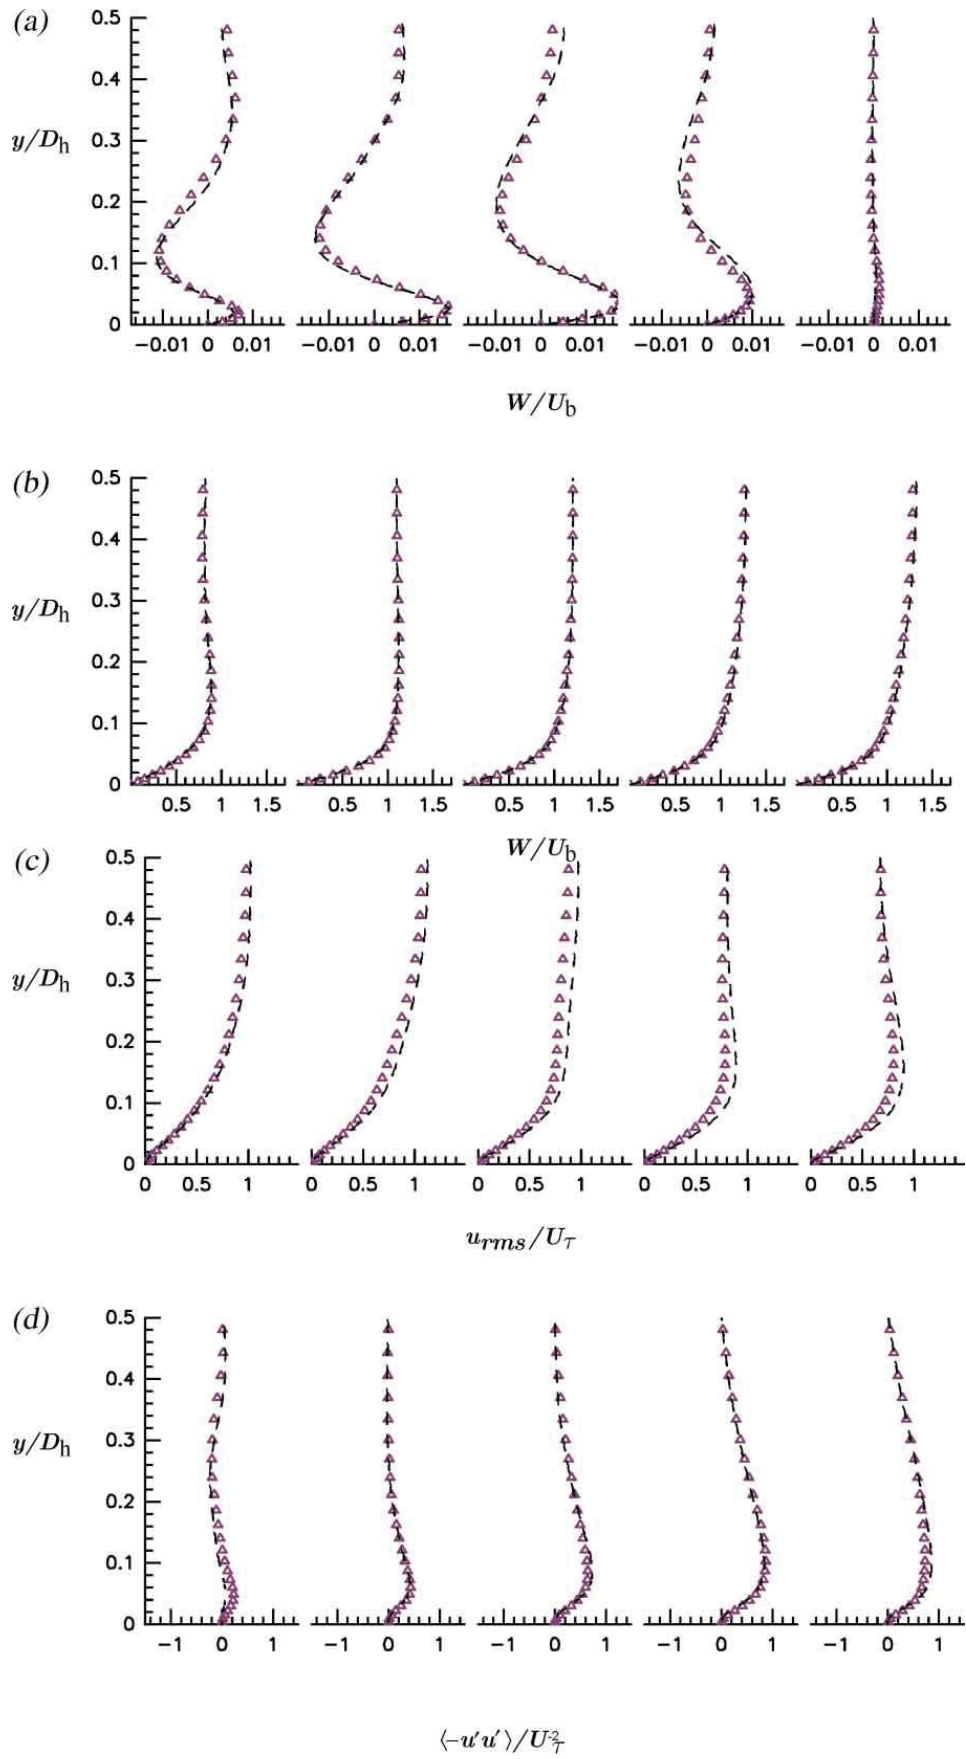 (a)
0.5
0.4
y/Dh
0.3
0.2
0.1
0
−0.01 0 0.01 −0.01 0 0.01 −0.01 0 0.01 −0.01 0 0.01 −0.01 0 0.01
W/Ub
(b)
0.5
0.4
y/Dh
0.3
0.2
0.1
0
0.5 1 1.5 0.5 1 1.5 0.5 1 1.5 0.5 1 1.5 0.5 1 1.5
W/Ub
(c)
0.5
0.4
y/Dh
0.3
0.2
0.1
0
0 0.5 1 0 0.5 1 0 0.5 1 0 0.5 1 0 0.5 1
urms/Uτ
(d)
0.5
0.4
y/Dh
0.3
0.2
0.1
0
−1 0 1 −1 0 1 −1 0 1 −1 0 1 −1 0 1
⟨−u′u′⟩/U²τ